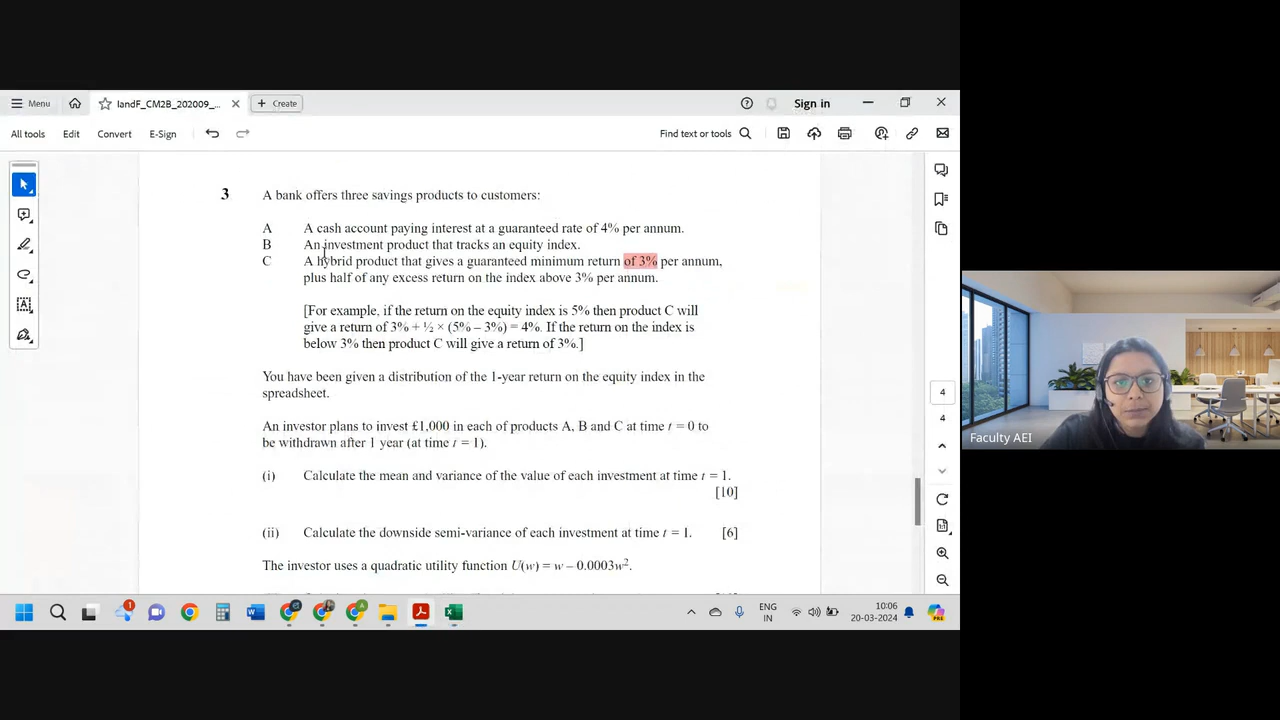 Menu
IandF_CM2B_202009_...
Create
Sign in
All tools
Edit
Convert
E-Sign
Find text or tools
3 A bank offers three savings products to customers:
A A cash account paying interest at a guaranteed rate of 4% per annum.
B An investment product that tracks an equity index.
C A hybrid product that gives a guaranteed minimum return of 3% per annum,
plus half of any excess return on the index above 3% per annum.
[For example, if the return on the equity index is 5% then product C will
give a return of 3% + ½ × (5% – 3%) = 4%. If the return on the index is
below 3% then product C will give a return of 3%.]
You have been given a distribution of the 1-year return on the equity index in the
spreadsheet.
An investor plans to invest £1,000 in each of products A, B and C at time t = 0 to
be withdrawn after 1 year (at time t = 1).
(i) Calculate the mean and variance of the value of each investment at time t = 1.
[10]
(ii) Calculate the downside semi-variance of each investment at time t = 1. [6]
The investor uses a quadratic utility function U(w) = w – 0.0003w².
4
4
Faculty AEI
1
ENG
IN
10:06
20-03-2024